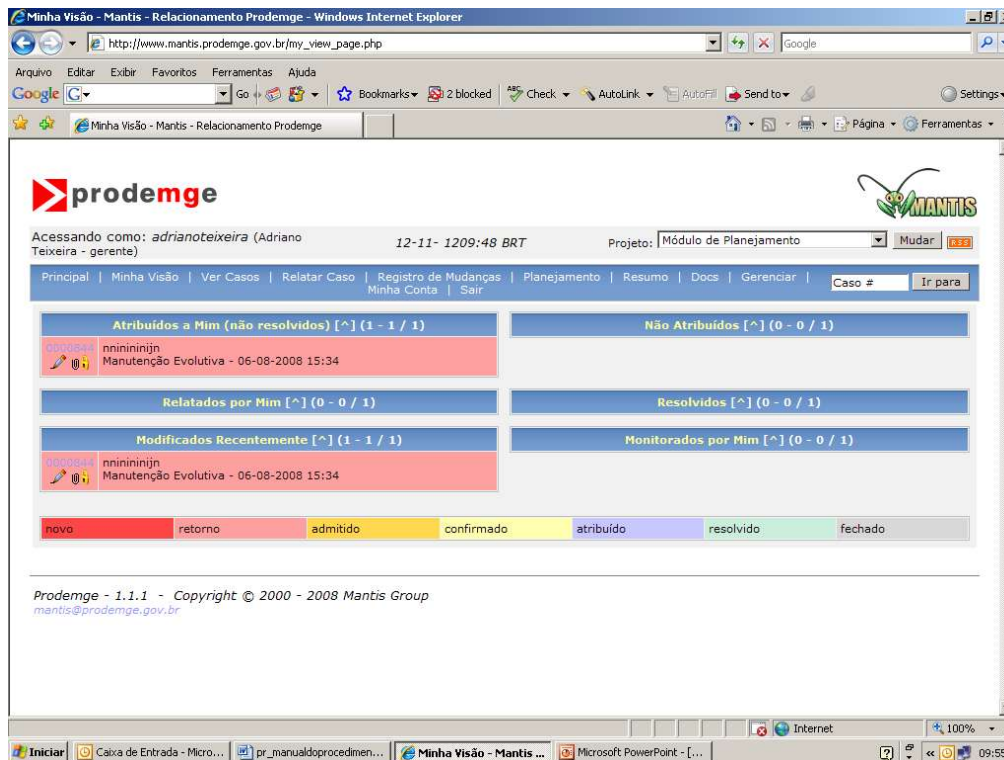 Minha Visão - Mantis - Relacionamento Prodemge - Windows Internet Explorer
http://www.mantis.prodemge.gov.br/my_view_page.php
Google
Arquivo Editar Exibir Favoritos Ferramentas Ajuda
Google G Go Bookmarks 2 blocked ABC Check AutoLink AutoFill Send to Settings
Minha Visão - Mantis - Relacionamento Prodemge Página Ferramentas
prodemge
MANTIS
Acessando como: adrianoteixeira (Adriano
Teixeira - gerente)
12-11- 1209:48 BRT
Projeto: Módulo de Planejamento Mudar RSS
Principal | Minha Visão | Ver Casos | Relatar Caso | Registro de Mudanças | Planejamento | Resumo | Docs | Gerenciar |
Minha Conta | Sair
Caso # Ir para
Atribuídos a Mim (não resolvidos) [^] (1 - 1 / 1)
0000844 nninininijn
Manutenção Evolutiva - 06-08-2008 15:34
Não Atribuídos [^] (0 - 0 / 1)
Relatados por Mim [^] (0 - 0 / 1)
Resolvidos [^] (0 - 0 / 1)
Modificados Recentemente [^] (1 - 1 / 1)
0000844 nninininijn
Manutenção Evolutiva - 06-08-2008 15:34
Monitorados por Mim [^] (0 - 0 / 1)
novo retorno admitido confirmado atribuído resolvido fechado
Prodemge - 1.1.1 - Copyright © 2000 - 2008 Mantis Group
mantis@prodemge.gov.br
Internet 100%
Iniciar Caixa de Entrada - Micro... pr_manualdoprocedimen... Minha Visão - Mantis ... Microsoft PowerPoint - [... 09:55